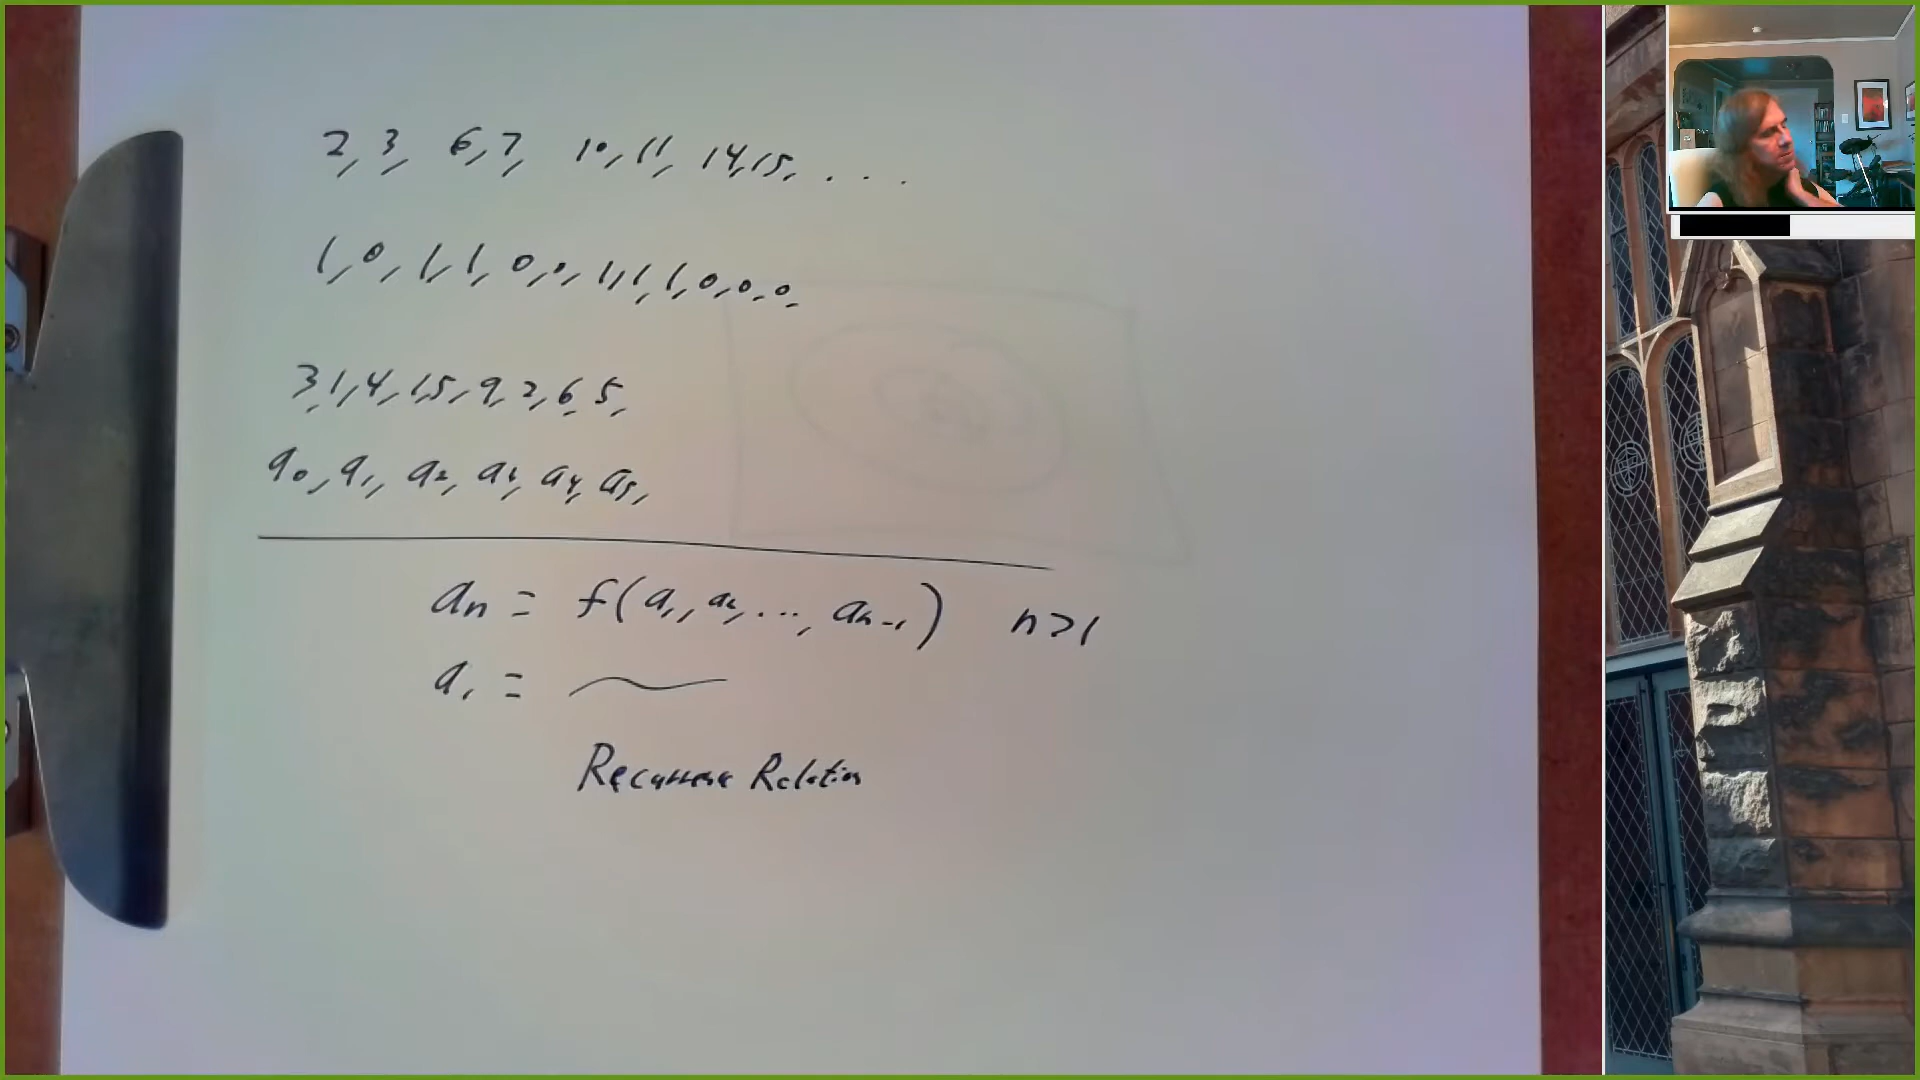 2, 3, 6, 7, 10, 11, 14, 15, . . .
1, 0, 1, 1, 0, 0, 1, 1, 1, 0, 0, 0,
3, 1, 4, 1, 5, 9, 2, 6, 5,
a₀, a₁, a₂, a₃, a₄, a₅,
aₙ = f(a₁, a₂, ..., aₙ₋₁) n>1
a₁ =
Recurrence Relation